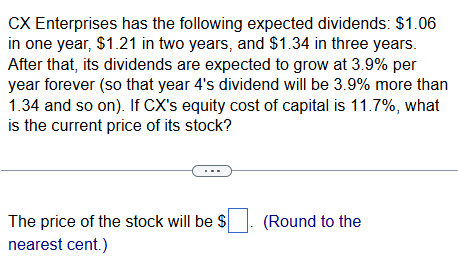 CX Enterprises has the following expected dividends: $1.06
in one year, $1.21 in two years, and $1.34 in three years.
After that, its dividends are expected to grow at 3.9% per
year forever (so that year 4's dividend will be 3.9% more than
1.34 and so on). If CX's equity cost of capital is 11.7%, what
is the current price of its stock?
...
The price of the stock will be $ . (Round to the
nearest cent.)